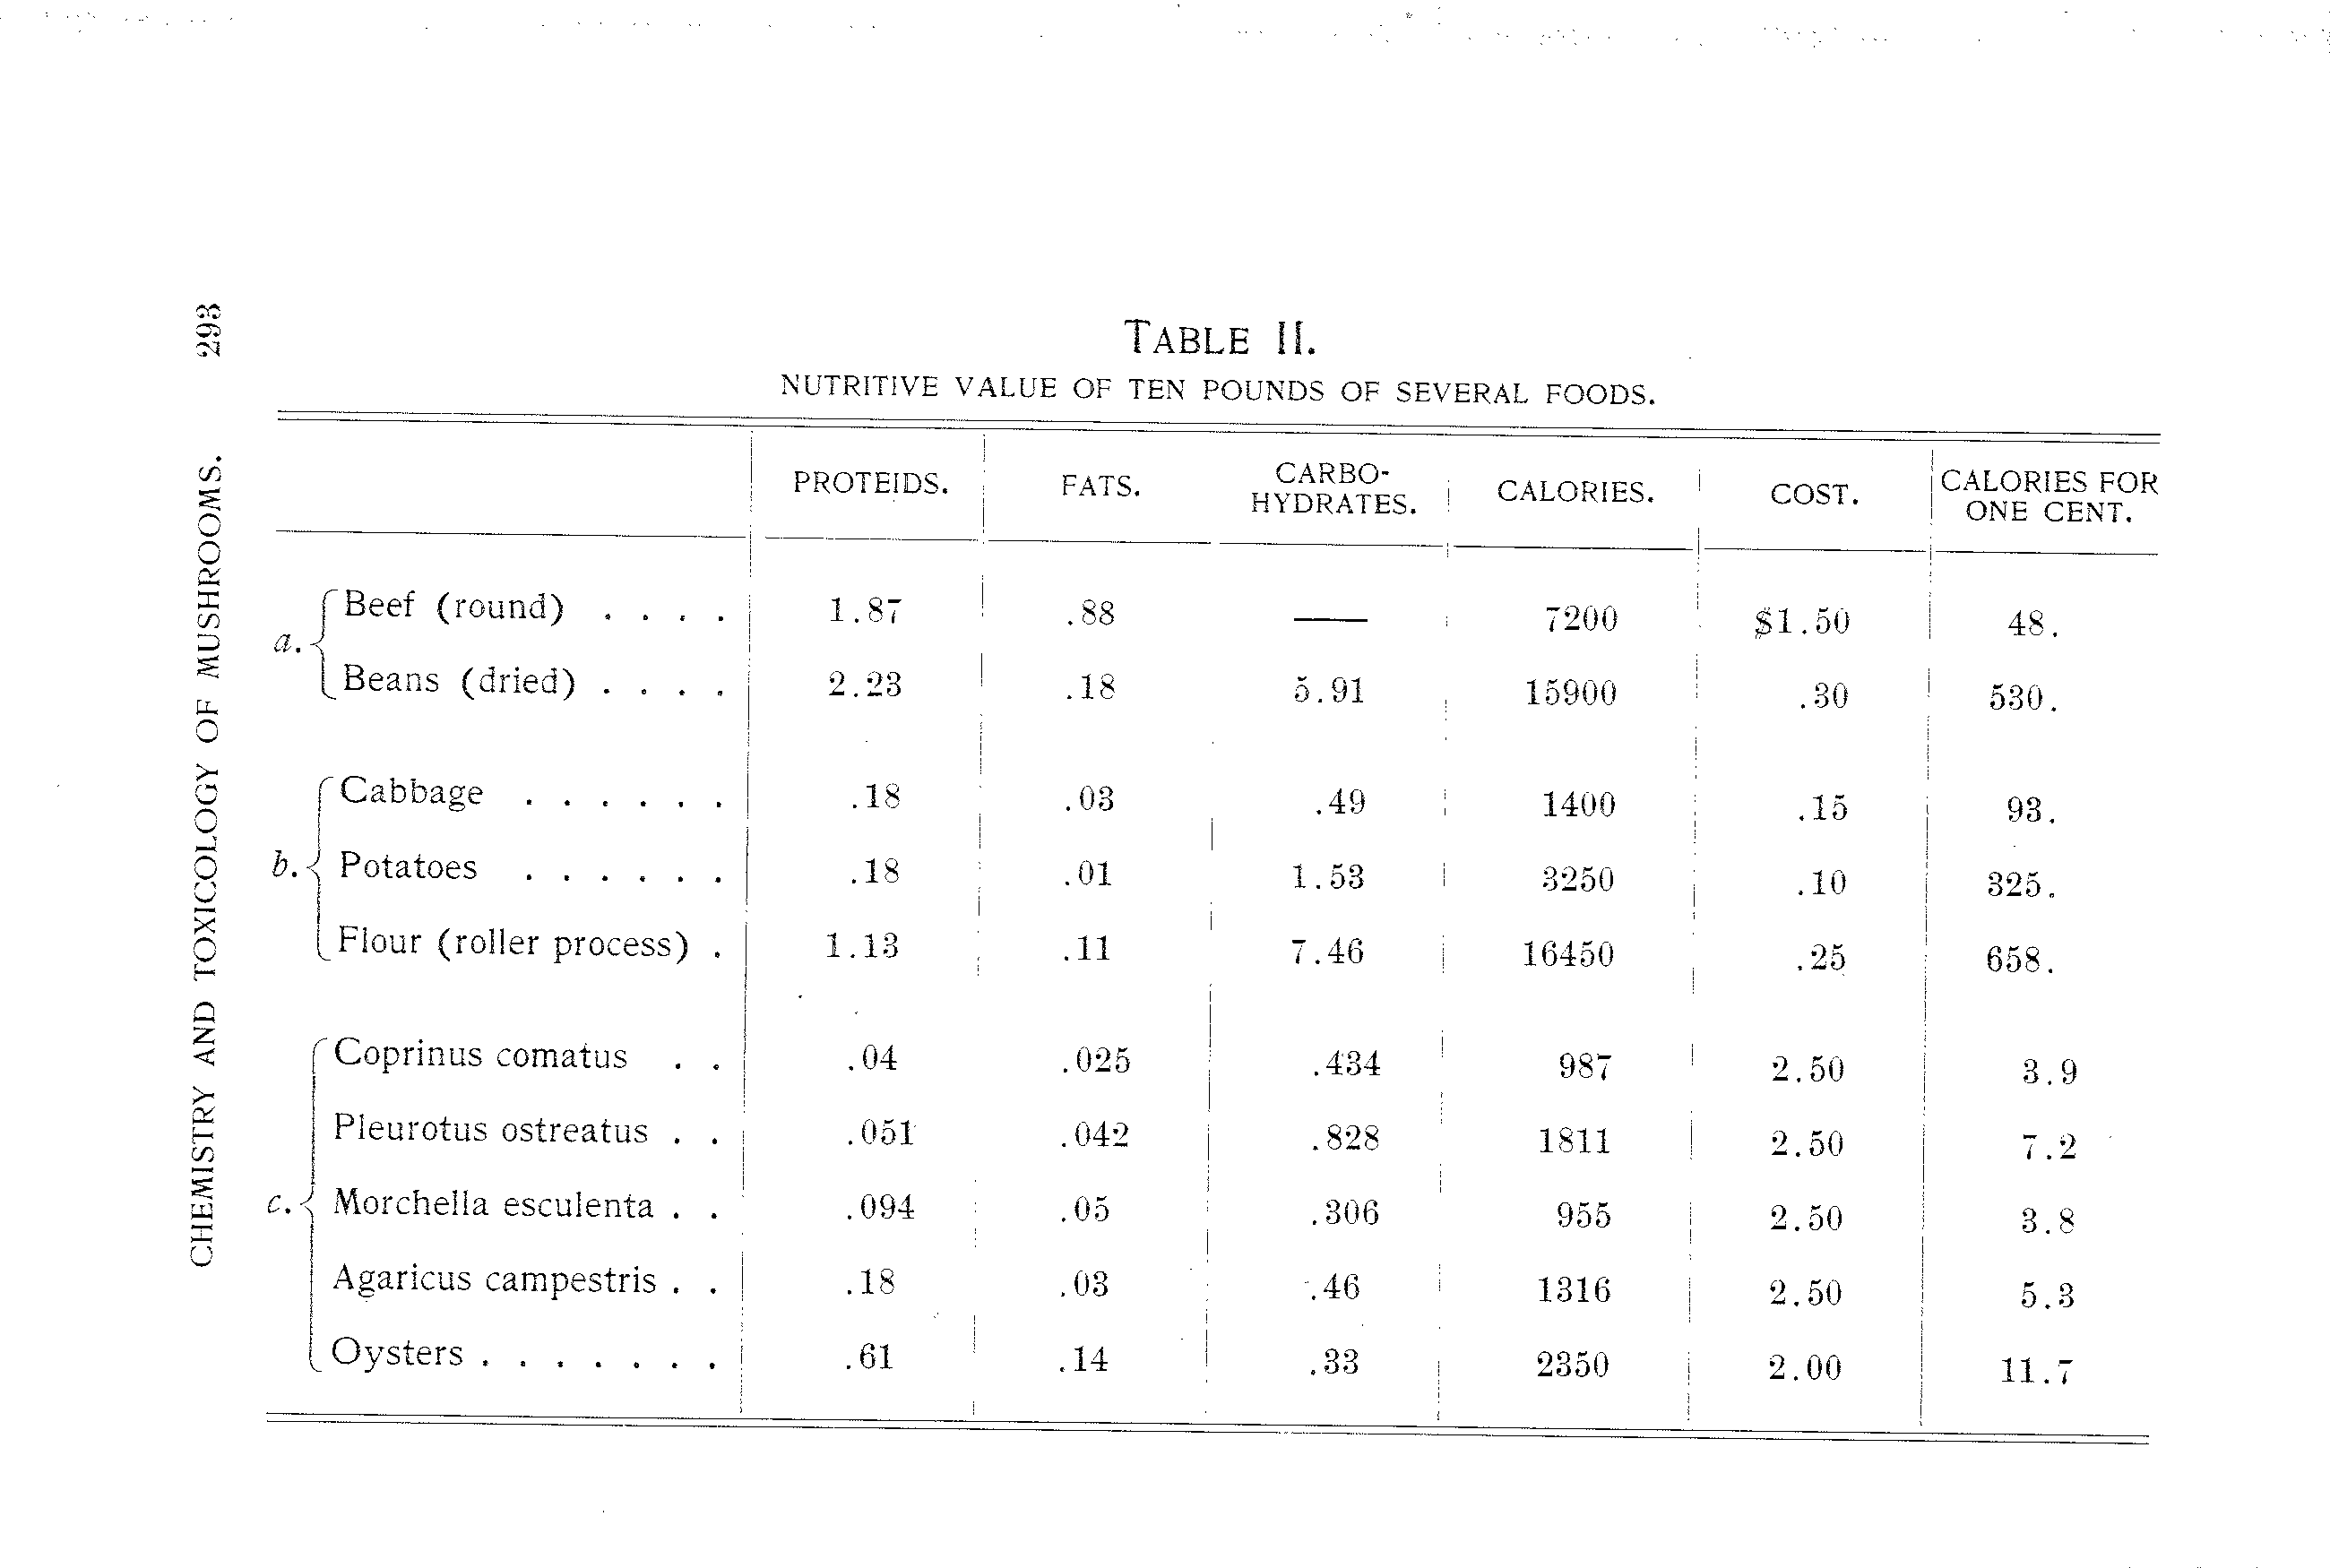 CHEMISTRY AND TOXICOLOGY OF MUSHROOMS. 293
TABLE II.
NUTRITIVE VALUE OF TEN POUNDS OF SEVERAL FOODS.
PROTEIDS. FATS. CARBO-HYDRATES. CALORIES. COST. CALORIES FOR ONE CENT.
a. Beef (round) . . . . 1.87 .88 —— 7200 $1.50 48.
Beans (dried) . . . . 2.23 .18 5.91 15900 .30 530.
Cabbage . . . . . . .18 .03 .49 1400 .15 93.
b. Potatoes . . . . . . .18 .01 1.53 3250 .10 325.
Flour (roller process) . 1.13 .11 7.46 16450 .25 658.
Coprinus comatus . . .04 .025 .434 987 2.50 3.9
Pleurotus ostreatus . . .051 .042 .828 1811 2.50 7.2
c. Morchella esculenta . . .094 .05 .306 955 2.50 3.8
Agaricus campestris . . .18 .03 .46 1316 2.50 5.3
Oysters . . . . . . . .61 .14 .33 2350 2.00 11.7